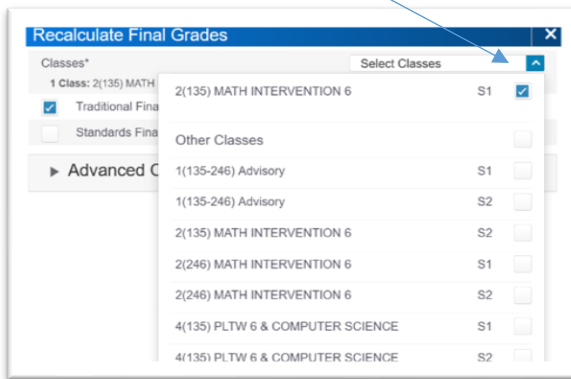 Recalculate Final Grades X
Classes* Select Classes
1 Class: 2(135) MATH
2(135) MATH INTERVENTION 6 S1
Traditional Fina
Standards Fina
Other Classes
Advanced C
1(135-246) Advisory S1
1(135-246) Advisory S2
2(135) MATH INTERVENTION 6 S2
2(246) MATH INTERVENTION 6 S1
2(246) MATH INTERVENTION 6 S2
4(135) PLTW 6 & COMPUTER SCIENCE S1
4(135) PLTW 6 & COMPUTER SCIENCE S2